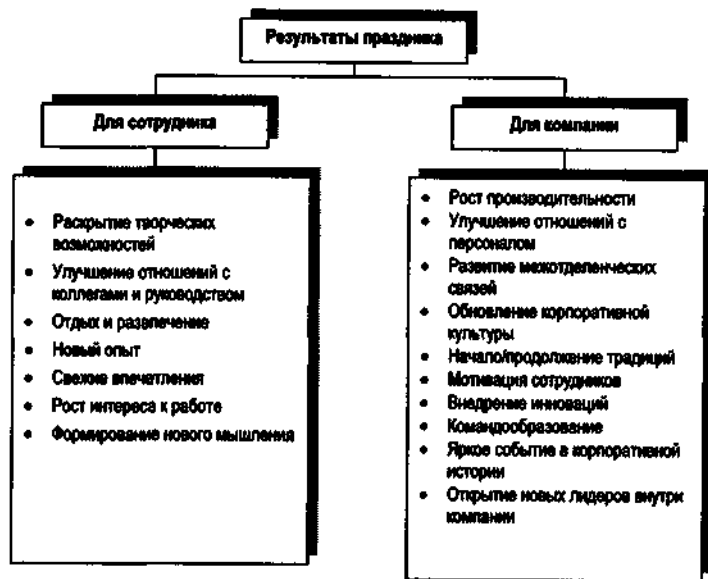 Результаты праздника
Для сотрудника
• Раскрытие творческих
возможностей
• Улучшение отношений с
коллегами и руководством
• Отдых и развлечение
• Новый опыт
• Свежие впечатления
• Рост интереса к работе
• Формирование нового мышления
Для компании
• Рост производительности
• Улучшение отношений с
персоналом
• Развитие межотделенческих
связей
• Обновление корпоративной
культуры
• Начало/продолжение традиций
• Мотивация сотрудников
• Внедрение инноваций
• Командообразование
• Яркое событие в корпоративной
истории
• Открытие новых лидеров внутри
компании